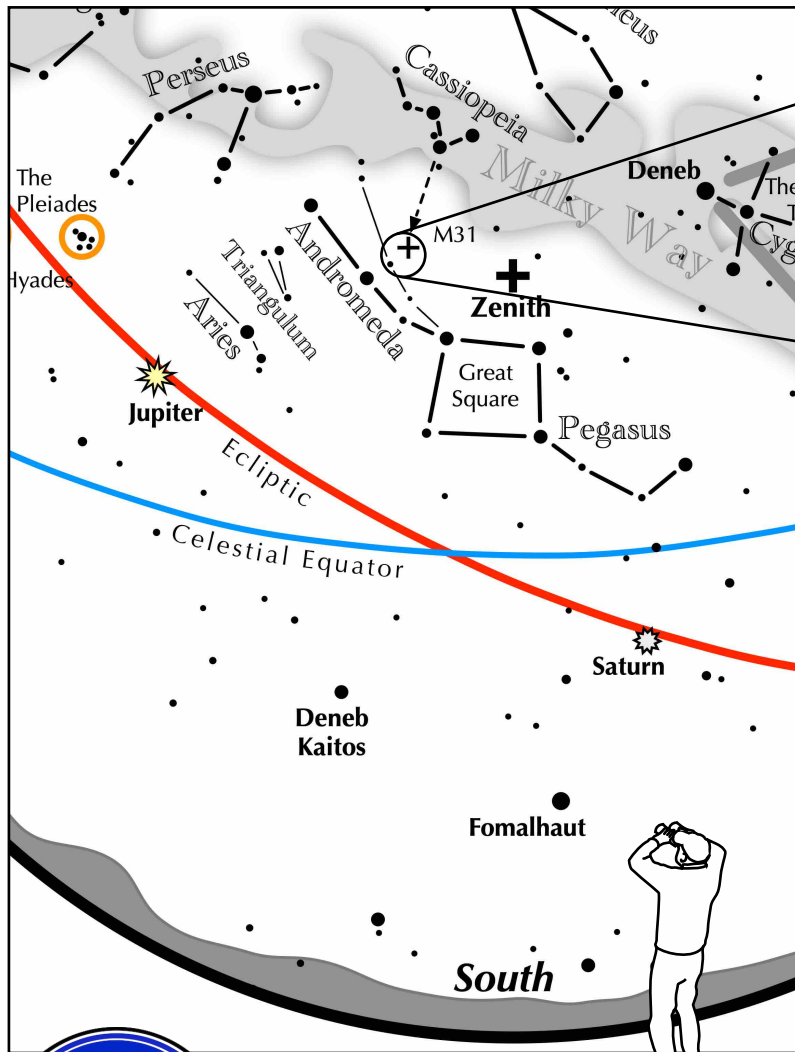 Perseus
Cassiopeia
The
Pleiades
Hyades
Deneb
The
Milky Way
M31
Andromeda
Triangulum
Aries
Zenith
Great
Square
Jupiter
Pegasus
Ecliptic
Celestial Equator
Saturn
Deneb
Kaitos
Fomalhaut
South